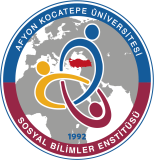 AFYON KOCATEPE ÜNİVERSİTESİ
1992
SOSYAL BİLİMLER ENSTİTÜSÜ